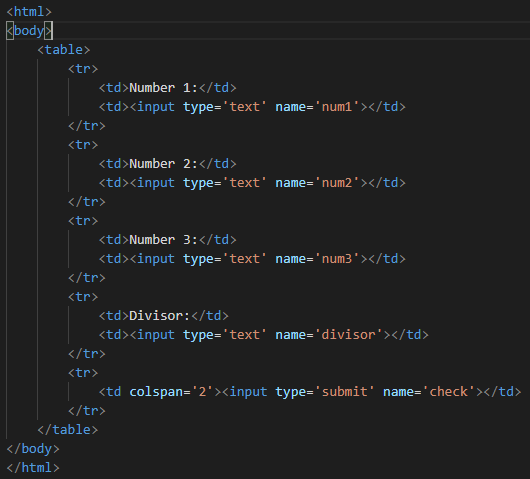 <html>
<body>
    <table>
        <tr>
            <td>Number 1:</td>
            <td><input type='text' name='num1'></td>
        </tr>
        <tr>
            <td>Number 2:</td>
            <td><input type='text' name='num2'></td>
        </tr>
        <tr>
            <td>Number 3:</td>
            <td><input type='text' name='num3'></td>
        </tr>
        <tr>
            <td>Divisor:</td>
            <td><input type='text' name='divisor'></td>
        </tr>
        <tr>
            <td colspan='2'><input type='submit' name='check'></td>
        </tr>
    </table>
</body>
</html>